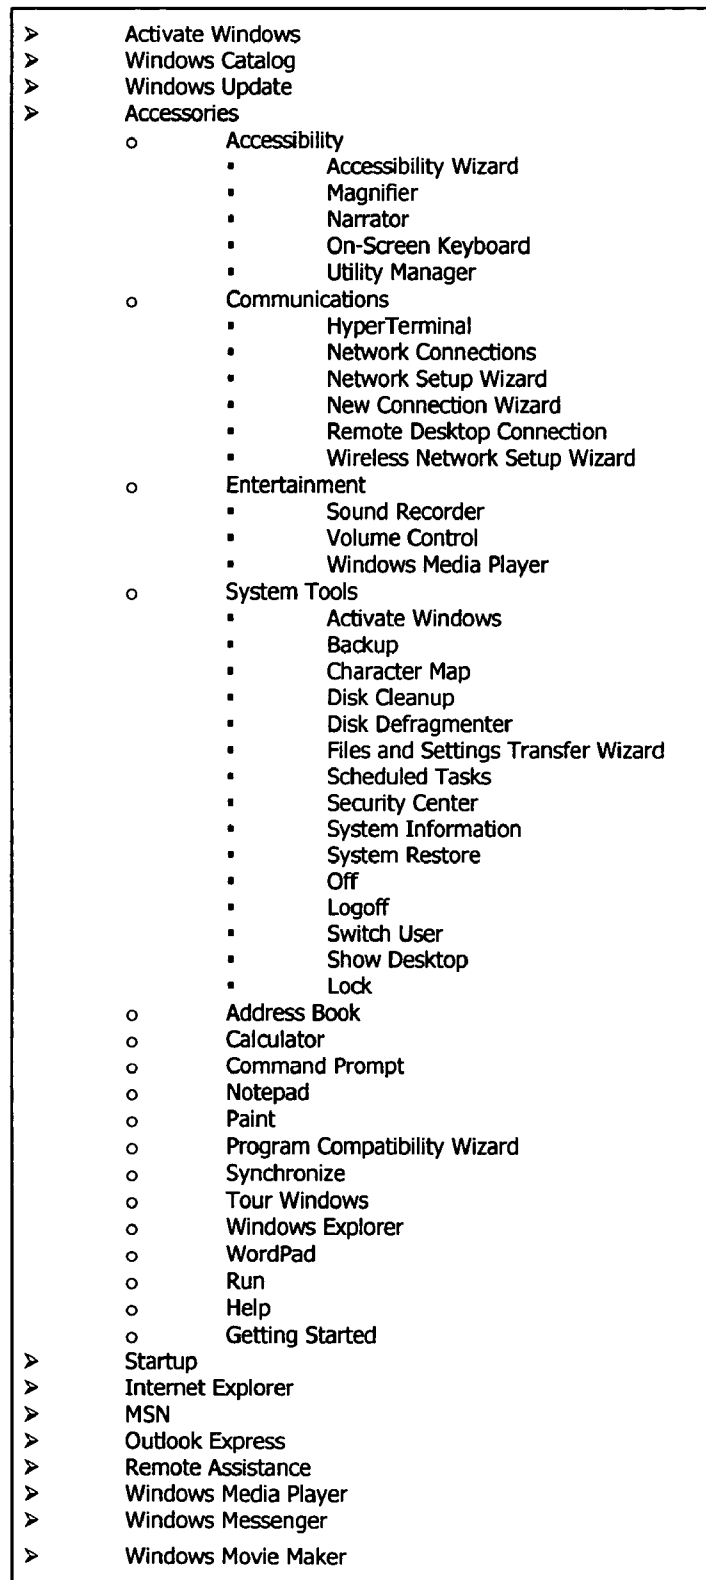 ➢ Activate Windows
➢ Windows Catalog
➢ Windows Update
➢ Accessories
o Accessibility
▪ Accessibility Wizard
▪ Magnifier
▪ Narrator
▪ On-Screen Keyboard
▪ Utility Manager
o Communications
▪ HyperTerminal
▪ Network Connections
▪ Network Setup Wizard
▪ New Connection Wizard
▪ Remote Desktop Connection
▪ Wireless Network Setup Wizard
o Entertainment
▪ Sound Recorder
▪ Volume Control
▪ Windows Media Player
o System Tools
▪ Activate Windows
▪ Backup
▪ Character Map
▪ Disk Cleanup
▪ Disk Defragmenter
▪ Files and Settings Transfer Wizard
▪ Scheduled Tasks
▪ Security Center
▪ System Information
▪ System Restore
▪ Off
▪ Logoff
▪ Switch User
▪ Show Desktop
▪ Lock
o Address Book
o Calculator
o Command Prompt
o Notepad
o Paint
o Program Compatibility Wizard
o Synchronize
o Tour Windows
o Windows Explorer
o WordPad
o Run
o Help
o Getting Started
➢ Startup
➢ Internet Explorer
➢ MSN
➢ Outlook Express
➢ Remote Assistance
➢ Windows Media Player
➢ Windows Messenger
➢ Windows Movie Maker